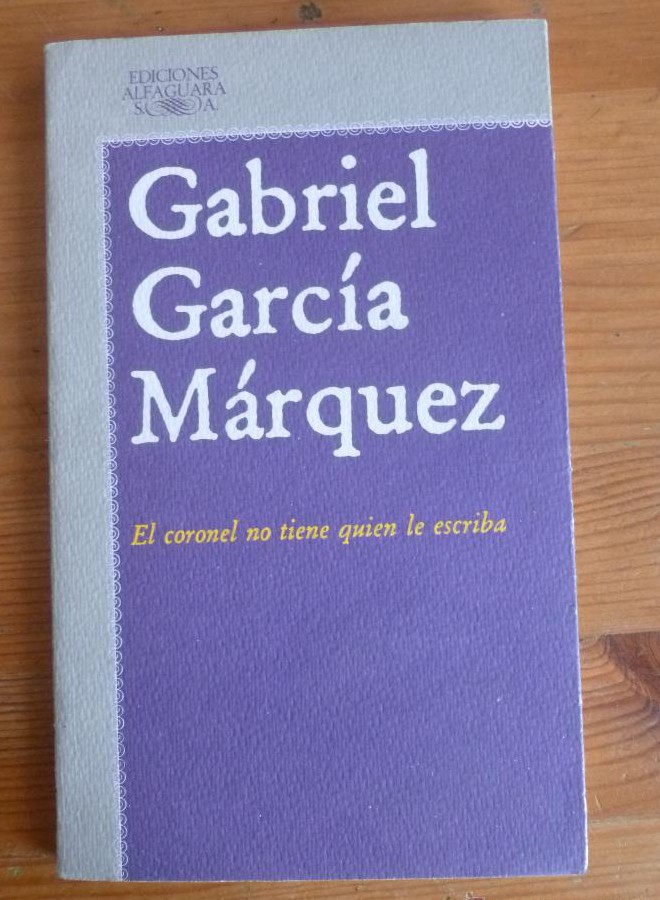 EDICIONES
ALFAGUARA
S. A.
Gabriel
García
Márquez
El coronel no tiene quien le escriba